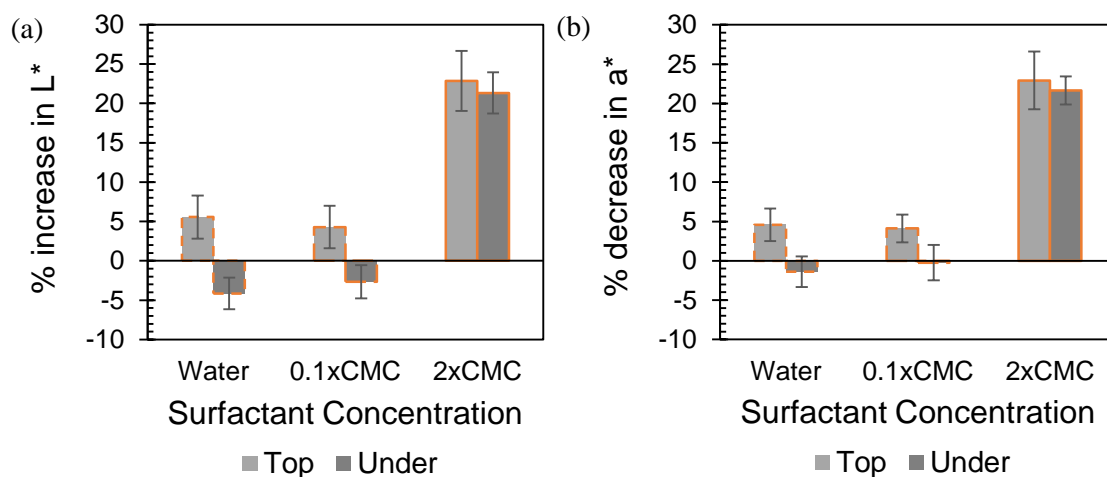 (a)
% increase in L*
30
25
20
15
10
5
0
-5
-10
Water 0.1xCMC 2xCMC
Surfactant Concentration
Top Under
(b)
% decrease in a*
30
25
20
15
10
5
0
-5
-10
Water 0.1xCMC 2xCMC
Surfactant Concentration
Top Under